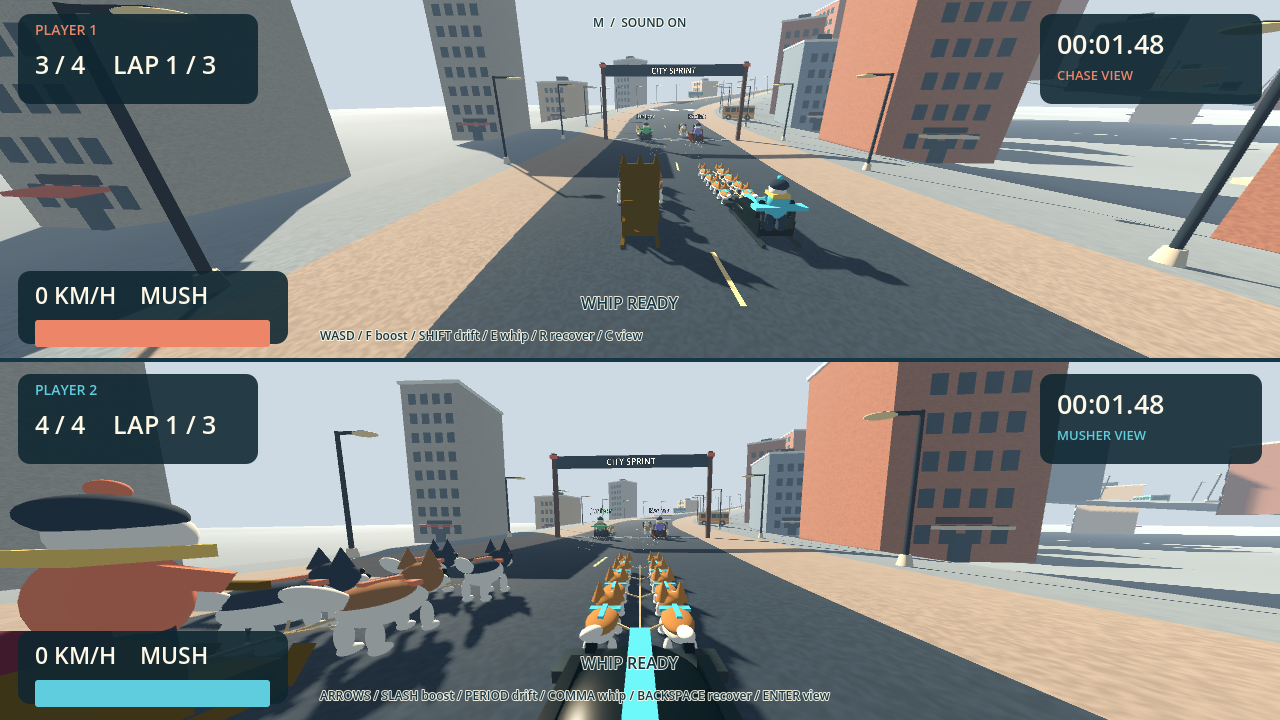 M / SOUND ON
PLAYER 1
3 / 4 LAP 1 / 3
00:01.48
CHASE VIEW
CITY SPRINT
0 KM/H MUSH
WHIP READY
WASD / F boost / SHIFT drift / E whip / R recover / C view
PLAYER 2
4 / 4 LAP 1 / 3
00:01.48
MUSHER VIEW
CITY SPRINT
0 KM/H MUSH
WHIP READY
ARROWS / SLASH boost / PERIOD drift / COMMA whip / BACKSPACE recover / ENTER view